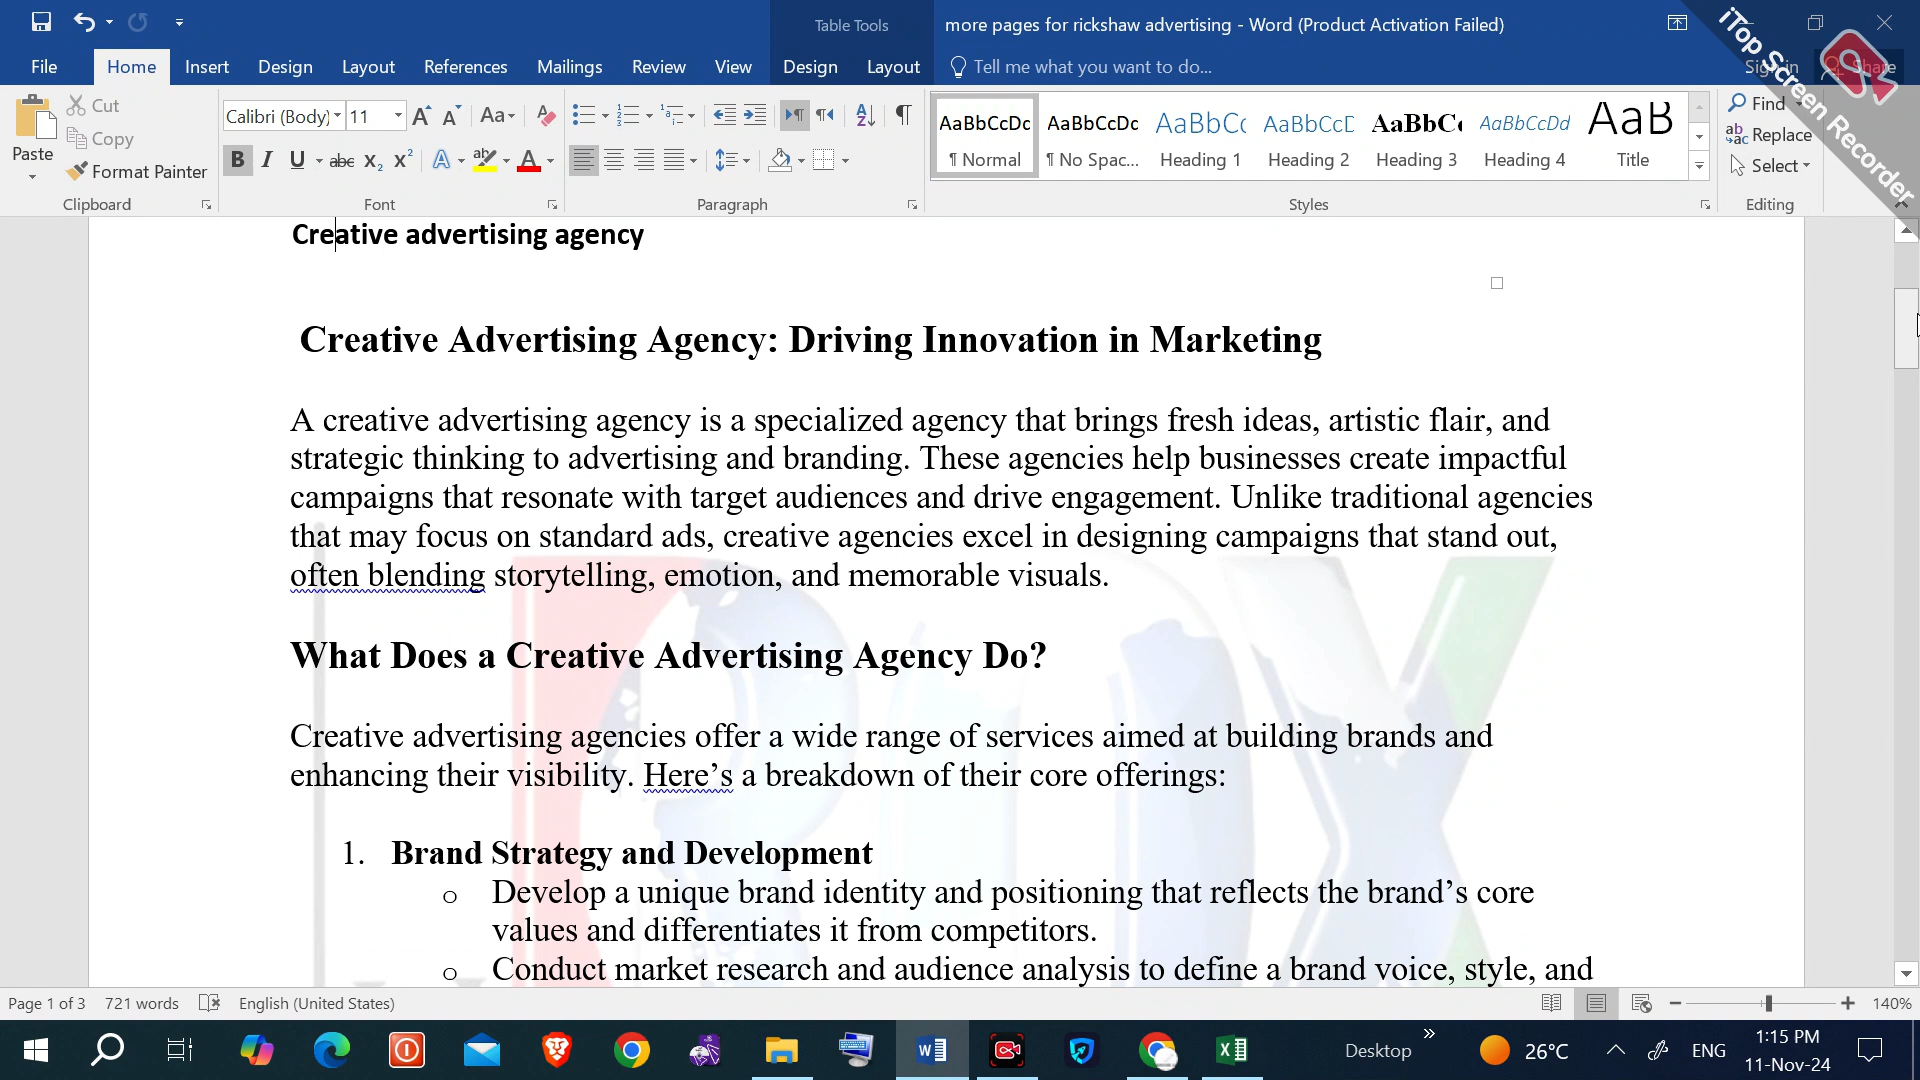 Table Tools
more pages for rickshaw advertising - Word (Product Activation Failed)
File Home Insert Design Layout References Mailings Review View Design Layout Tell me what you want to do... Sign in Share
iTop Screen Recorder
Paste Cut
Copy
Format Painter
Clipboard
Calibri (Body) 11
Font
Paragraph
AaBbCcDc AaBbCcDc AaBbCc AaBbCcE AaBbCc AaBbCcDd AaB
¶ Normal ¶ No Spac... Heading 1 Heading 2 Heading 3 Heading 4 Title
Styles
Find
Replace
Select
Editing
Creative advertising agency
Creative Advertising Agency: Driving Innovation in Marketing
A creative advertising agency is a specialized agency that brings fresh ideas, artistic flair, and
strategic thinking to advertising and branding. These agencies help businesses create impactful
campaigns that resonate with target audiences and drive engagement. Unlike traditional agencies
that may focus on standard ads, creative agencies excel in designing campaigns that stand out,
often blending storytelling, emotion, and memorable visuals.
What Does a Creative Advertising Agency Do?
Creative advertising agencies offer a wide range of services aimed at building brands and
enhancing their visibility. Here’s a breakdown of their core offerings:
1. Brand Strategy and Development
o Develop a unique brand identity and positioning that reflects the brand’s core
values and differentiates it from competitors.
o Conduct market research and audience analysis to define a brand voice, style, and
Page 1 of 3 721 words English (United States) 140%
Desktop 26°C ENG 1:15 PM
11-Nov-24